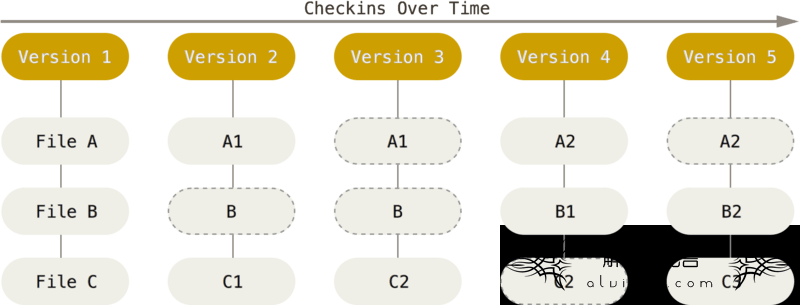 Checkins Over Time
Version 1 Version 2 Version 3 Version 4 Version 5
File A A1 A1 A2 A2
File B B B B1 B2
File C C1 C2 C2 C3